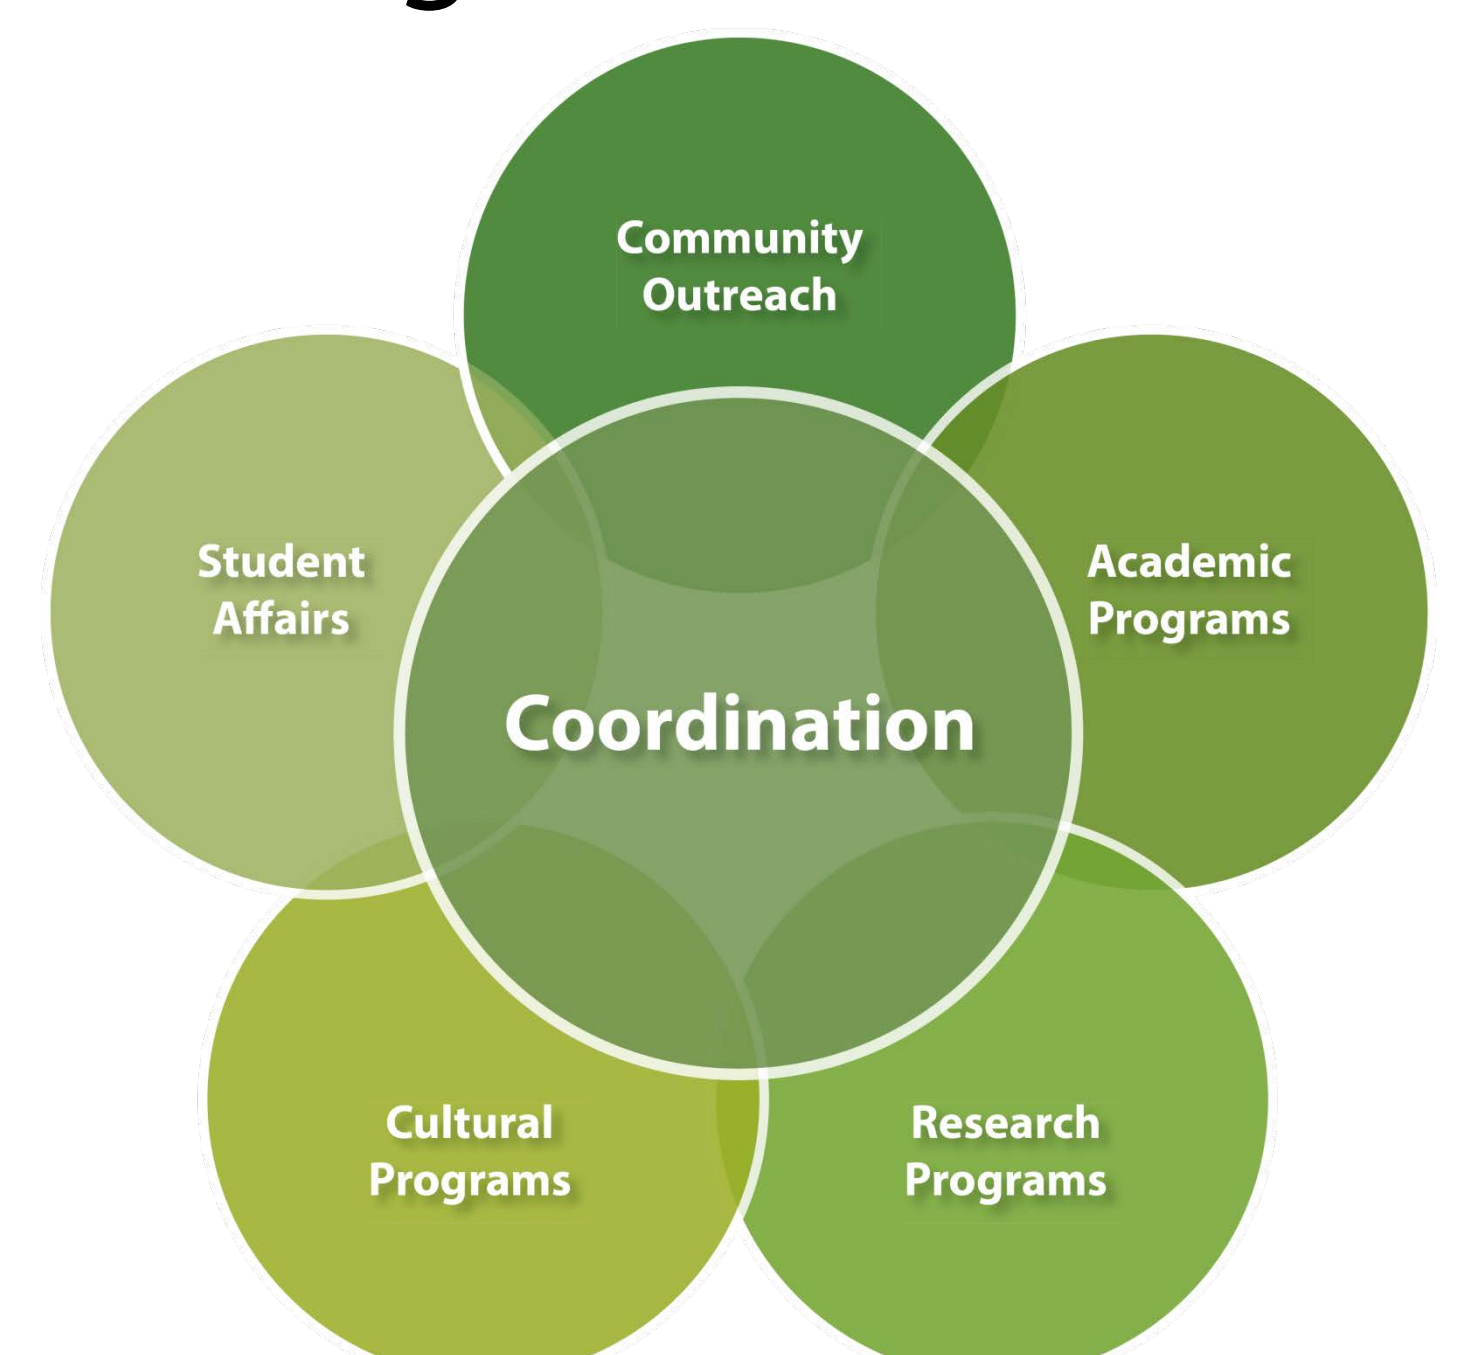 Community
Outreach
Student
Affairs
Academic
Programs
Coordination
Cultural
Programs
Research
Programs